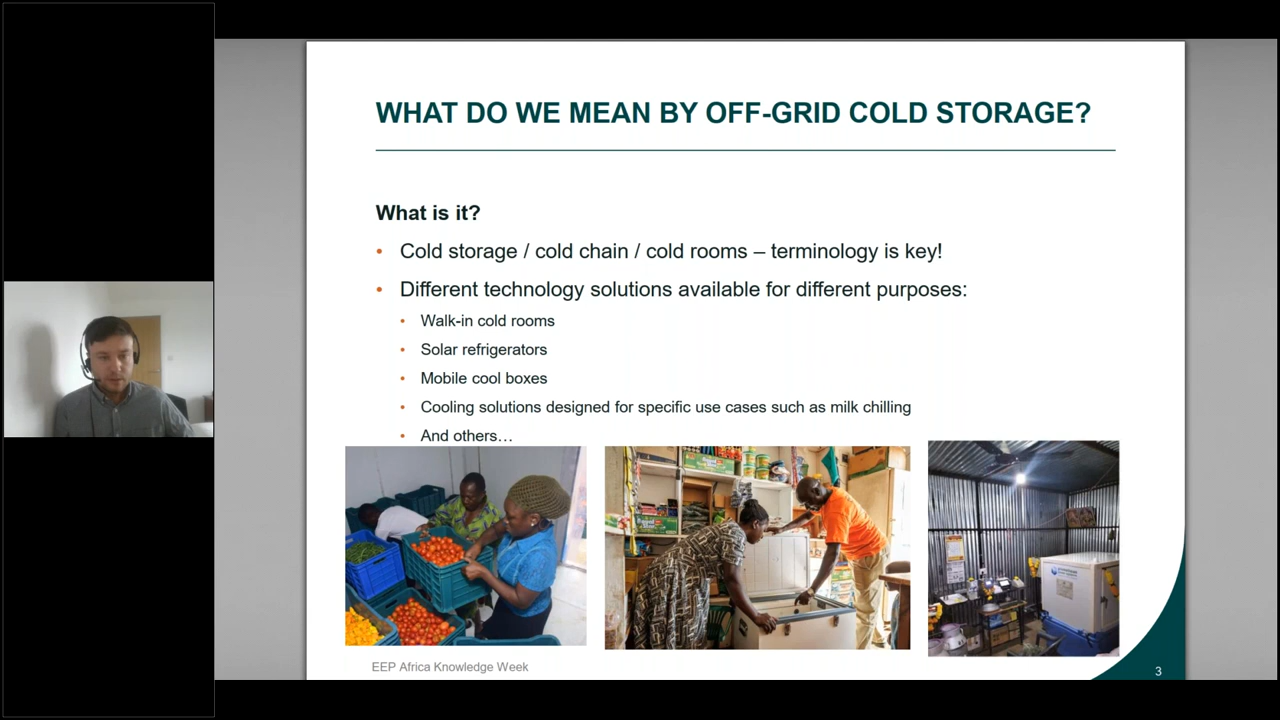 WHAT DO WE MEAN BY OFF-GRID COLD STORAGE?
What is it?
• Cold storage / cold chain / cold rooms – terminology is key!
• Different technology solutions available for different purposes:
• Walk-in cold rooms
• Solar refrigerators
• Mobile cool boxes
• Cooling solutions designed for specific use cases such as milk chilling
• And others…
EEP Africa Knowledge Week
3